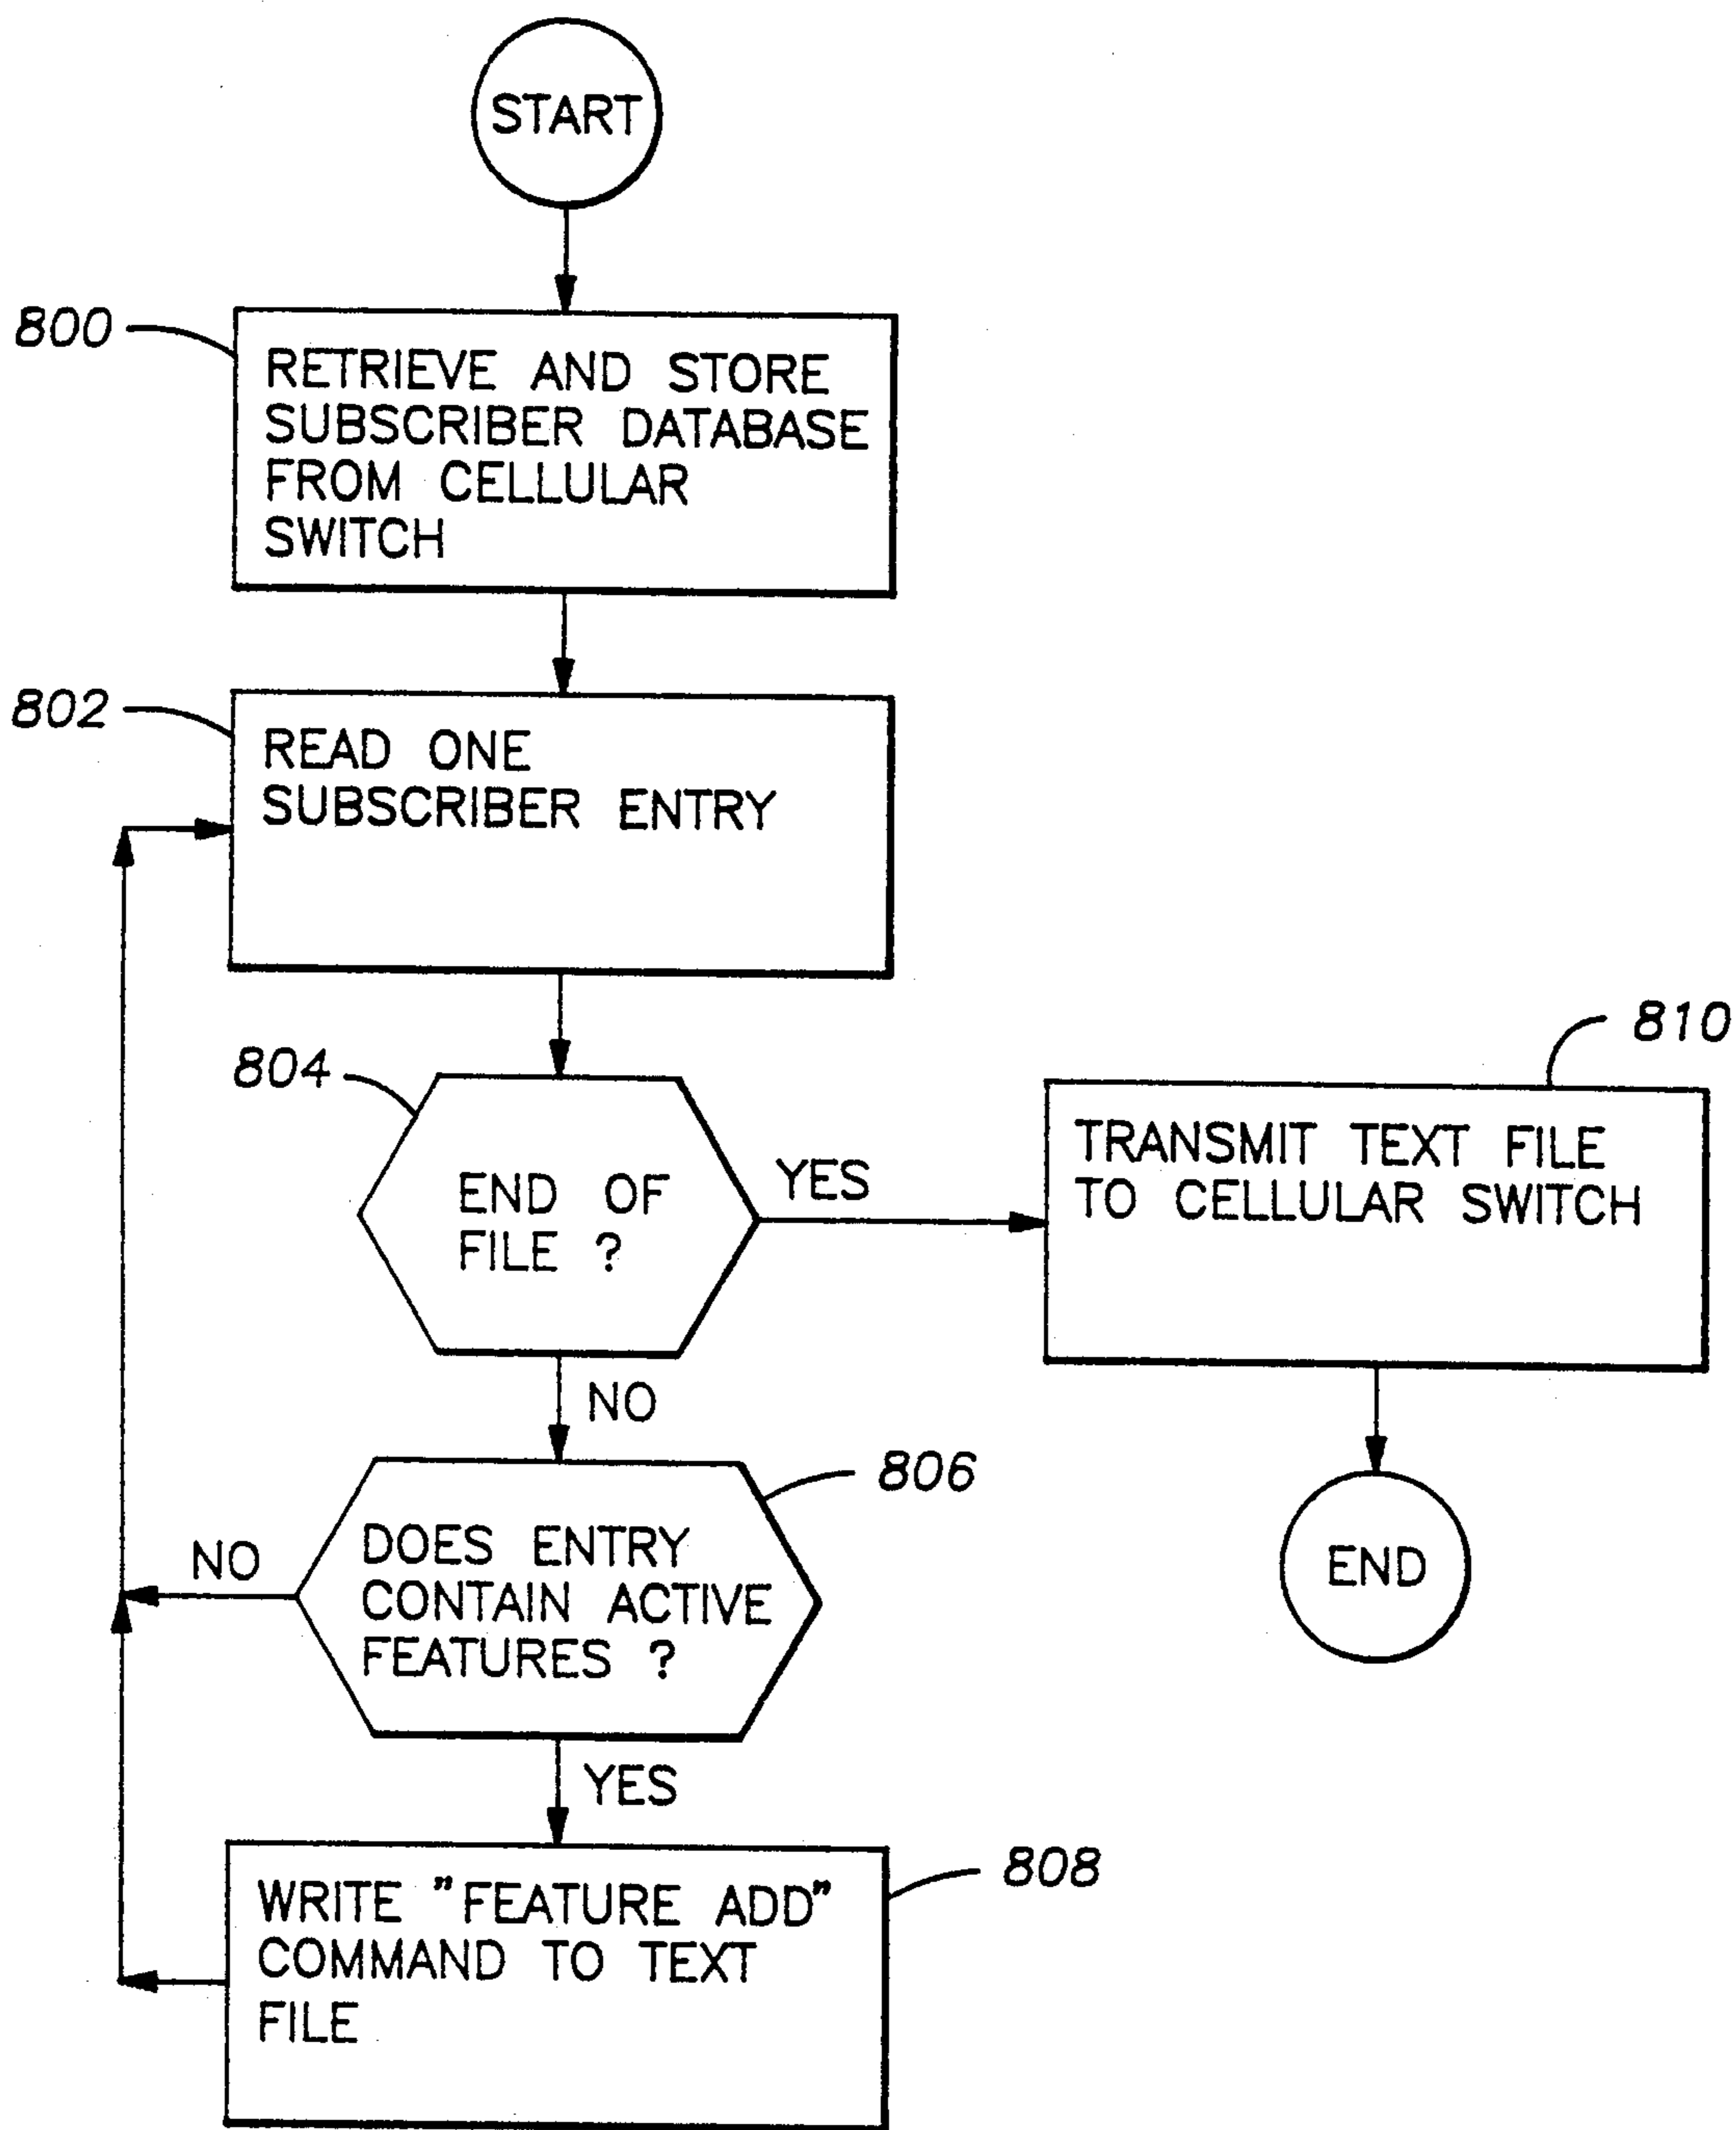 START
800
RETRIEVE AND STORE
SUBSCRIBER DATABASE
FROM CELLULAR
SWITCH
802
READ ONE
SUBSCRIBER ENTRY
804
END OF
FILE ?
YES
810
TRANSMIT TEXT FILE
TO CELLULAR SWITCH
NO
806
DOES ENTRY
CONTAIN ACTIVE
FEATURES ?
NO
END
YES
808
WRITE "FEATURE ADD"
COMMAND TO TEXT
FILE